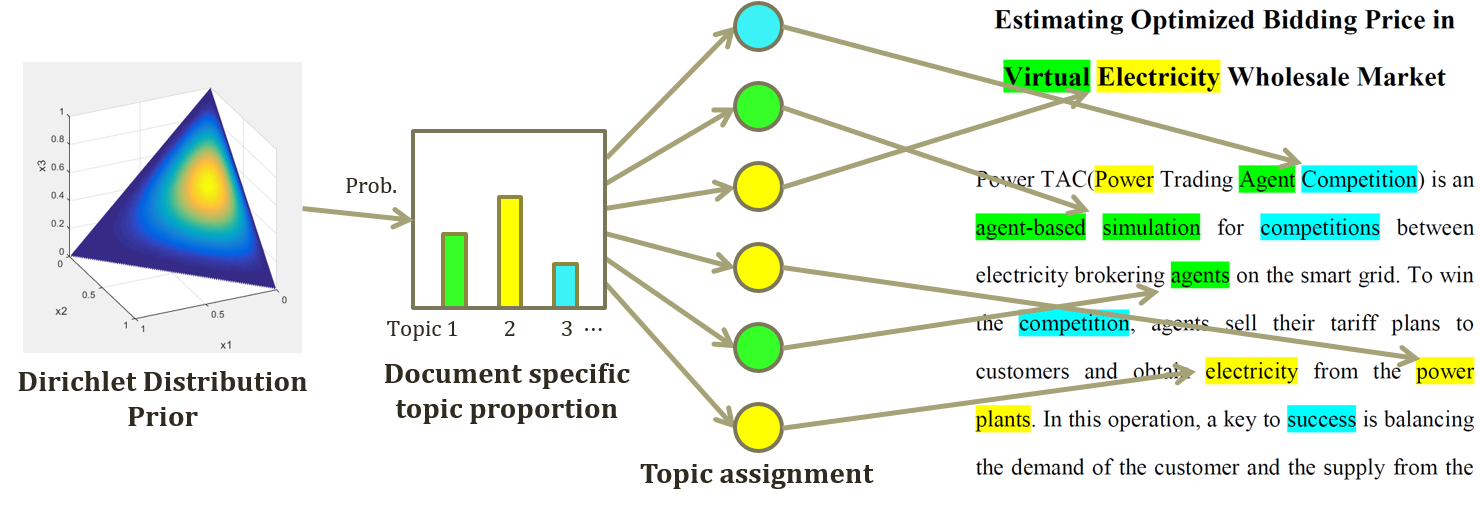 Estimating Optimized Bidding Price in
Virtual Electricity Wholesale Market
Power TAC(Power Trading Agent Competition) is an
agent-based simulation for competitions between
electricity brokering agents on the smart grid. To win
the competition, agents sell their tariff plans to
customers and obtain electricity from the power
plants. In this operation, a key to success is balancing
the demand of the customer and the supply from the
1
0.8
0.6
0.4
0.2
0
x3
0
0.5
1
x2
1
0.5
0
x1
Dirichlet Distribution
Prior
Prob.
Topic 1 2 3 ...
Document specific
topic proportion
Topic assignment